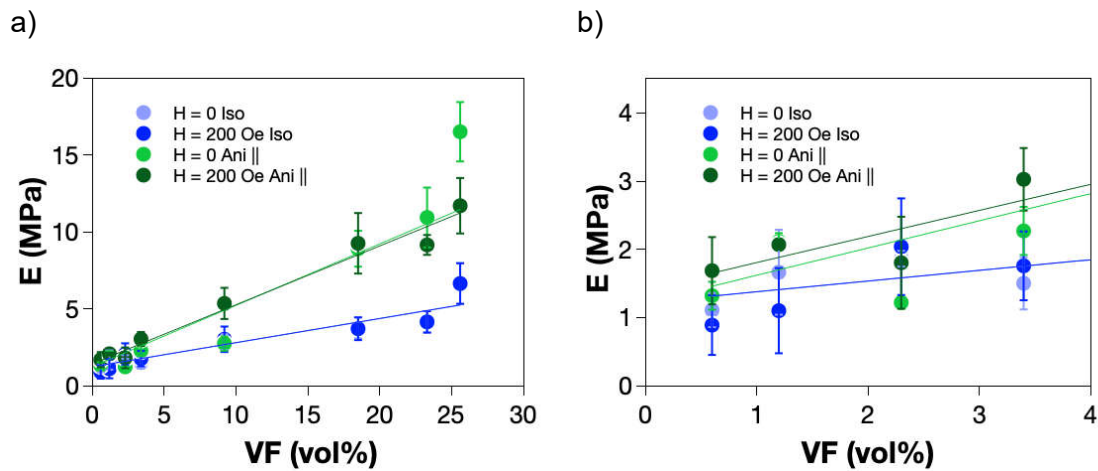 a)
20
15
10
5
0
E (MPa)
H = 0 Iso
H = 200 Oe Iso
H = 0 Ani ||
H = 200 Oe Ani ||
0 5 10 15 20 25 30
VF (vol%)
b)
4
3
2
1
0
E (MPa)
H = 0 Iso
H = 200 Oe Iso
H = 0 Ani ||
H = 200 Oe Ani ||
0 1 2 3 4
VF (vol%)